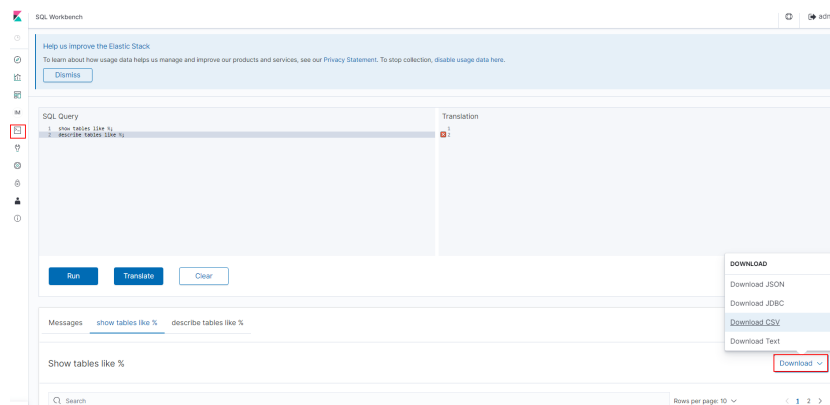 SQL Workbench
adm
Help us improve the Elastic Stack
To learn about how usage data helps us manage and improve our products and services, see our Privacy Statement. To stop collection, disable usage data here.
Dismiss
IM
SQL Query
Translation
1 show tables like %;
2 describe tables like %;
1
2
Run
Translate
Clear
DOWNLOAD
Download JSON
Download JDBC
Download CSV
Download Text
Messages
show tables like %
describe tables like %
Show tables like %
Download
Search
Rows per page: 10
1 2